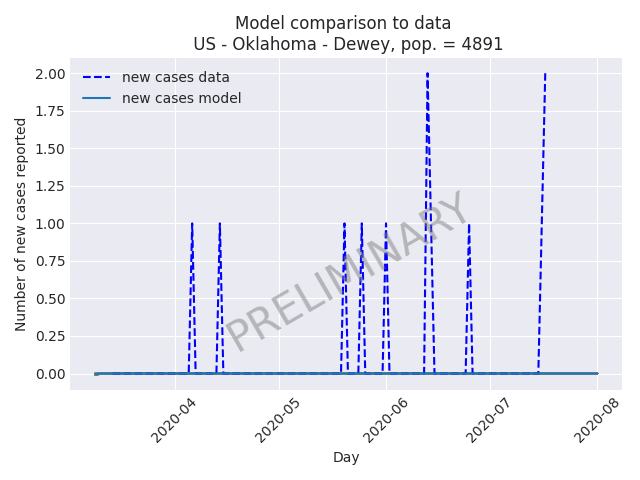 Model comparison to data
US - Oklahoma - Dewey, pop. = 4891
new cases data
new cases model
2.00
1.75
1.50
1.25
1.00
0.75
0.50
0.25
0.00
Number of new cases reported
PRELIMINARY
2020-04
2020-05
2020-06
2020-07
2020-08
Day